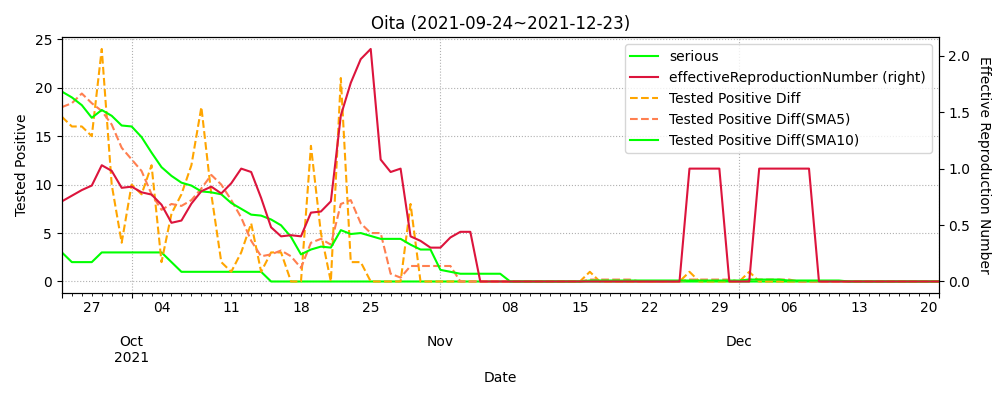 Oita (2021-09-24~2021-12-23)
25
20
15
10
5
0
Tested Positive
serious
effectiveReproductionNumber (right)
Tested Positive Diff
Tested Positive Diff(SMA5)
Tested Positive Diff(SMA10)
2.0
1.5
1.0
0.5
0.0
Effective Reproduction Number
27 04 11 18 25 08 15 22 29 06 13 20
Oct Nov Dec
2021
Date